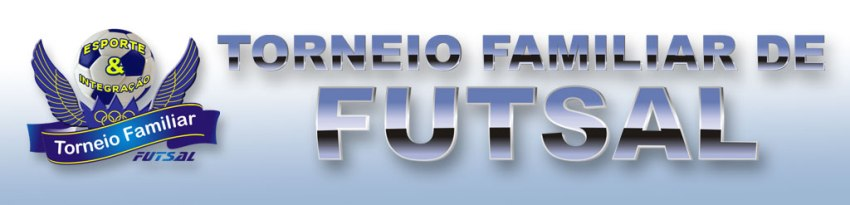 ESPORTE
&
INTEGRAÇÃO
Torneio Familiar
FUTSAL
TORNEIO FAMILIAR DE
FUTSAL